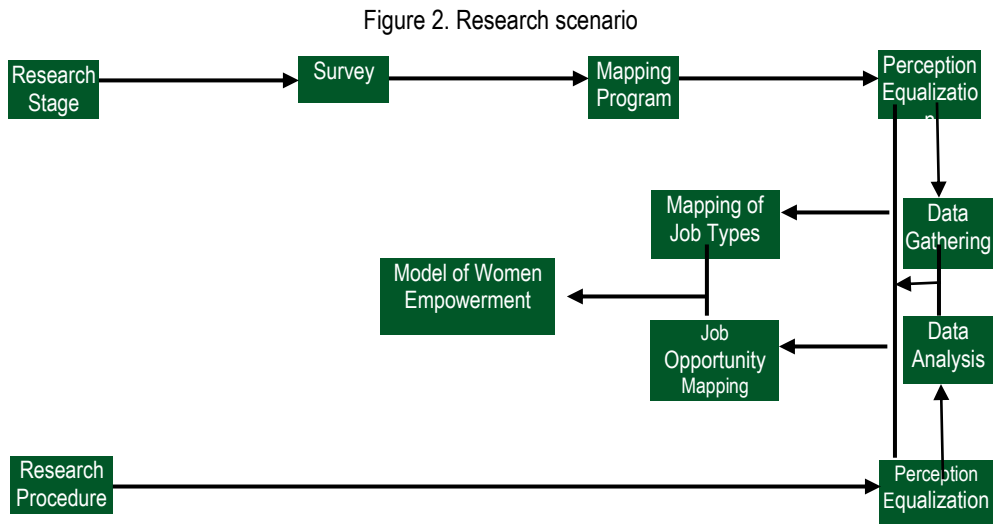 Figure 2. Research scenario
Research
Stage
Survey
Mapping
Program
Perception
Equalizatio
n
Mapping of
Job Types
Data
Gathering
Model of Women
Empowerment
Job
Opportunity
Mapping
Data
Analysis
Research
Procedure
Perception
Equalization